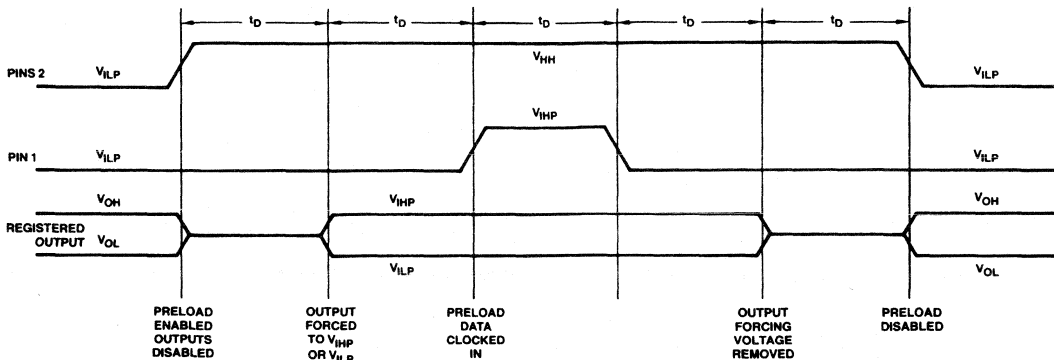 tD tD tD tD tD
PINS 2 VILP VHH VILP
PIN 1 VILP VIHP VILP
VOH VIHP VOH
REGISTERED
OUTPUT VOL VILP VOL
PRELOAD
ENABLED
OUTPUTS
DISABLED
OUTPUT
FORCED
TO VIHP
OR VILP
PRELOAD
DATA
CLOCKED
IN
OUTPUT
FORCING
VOLTAGE
REMOVED
PRELOAD
DISABLED